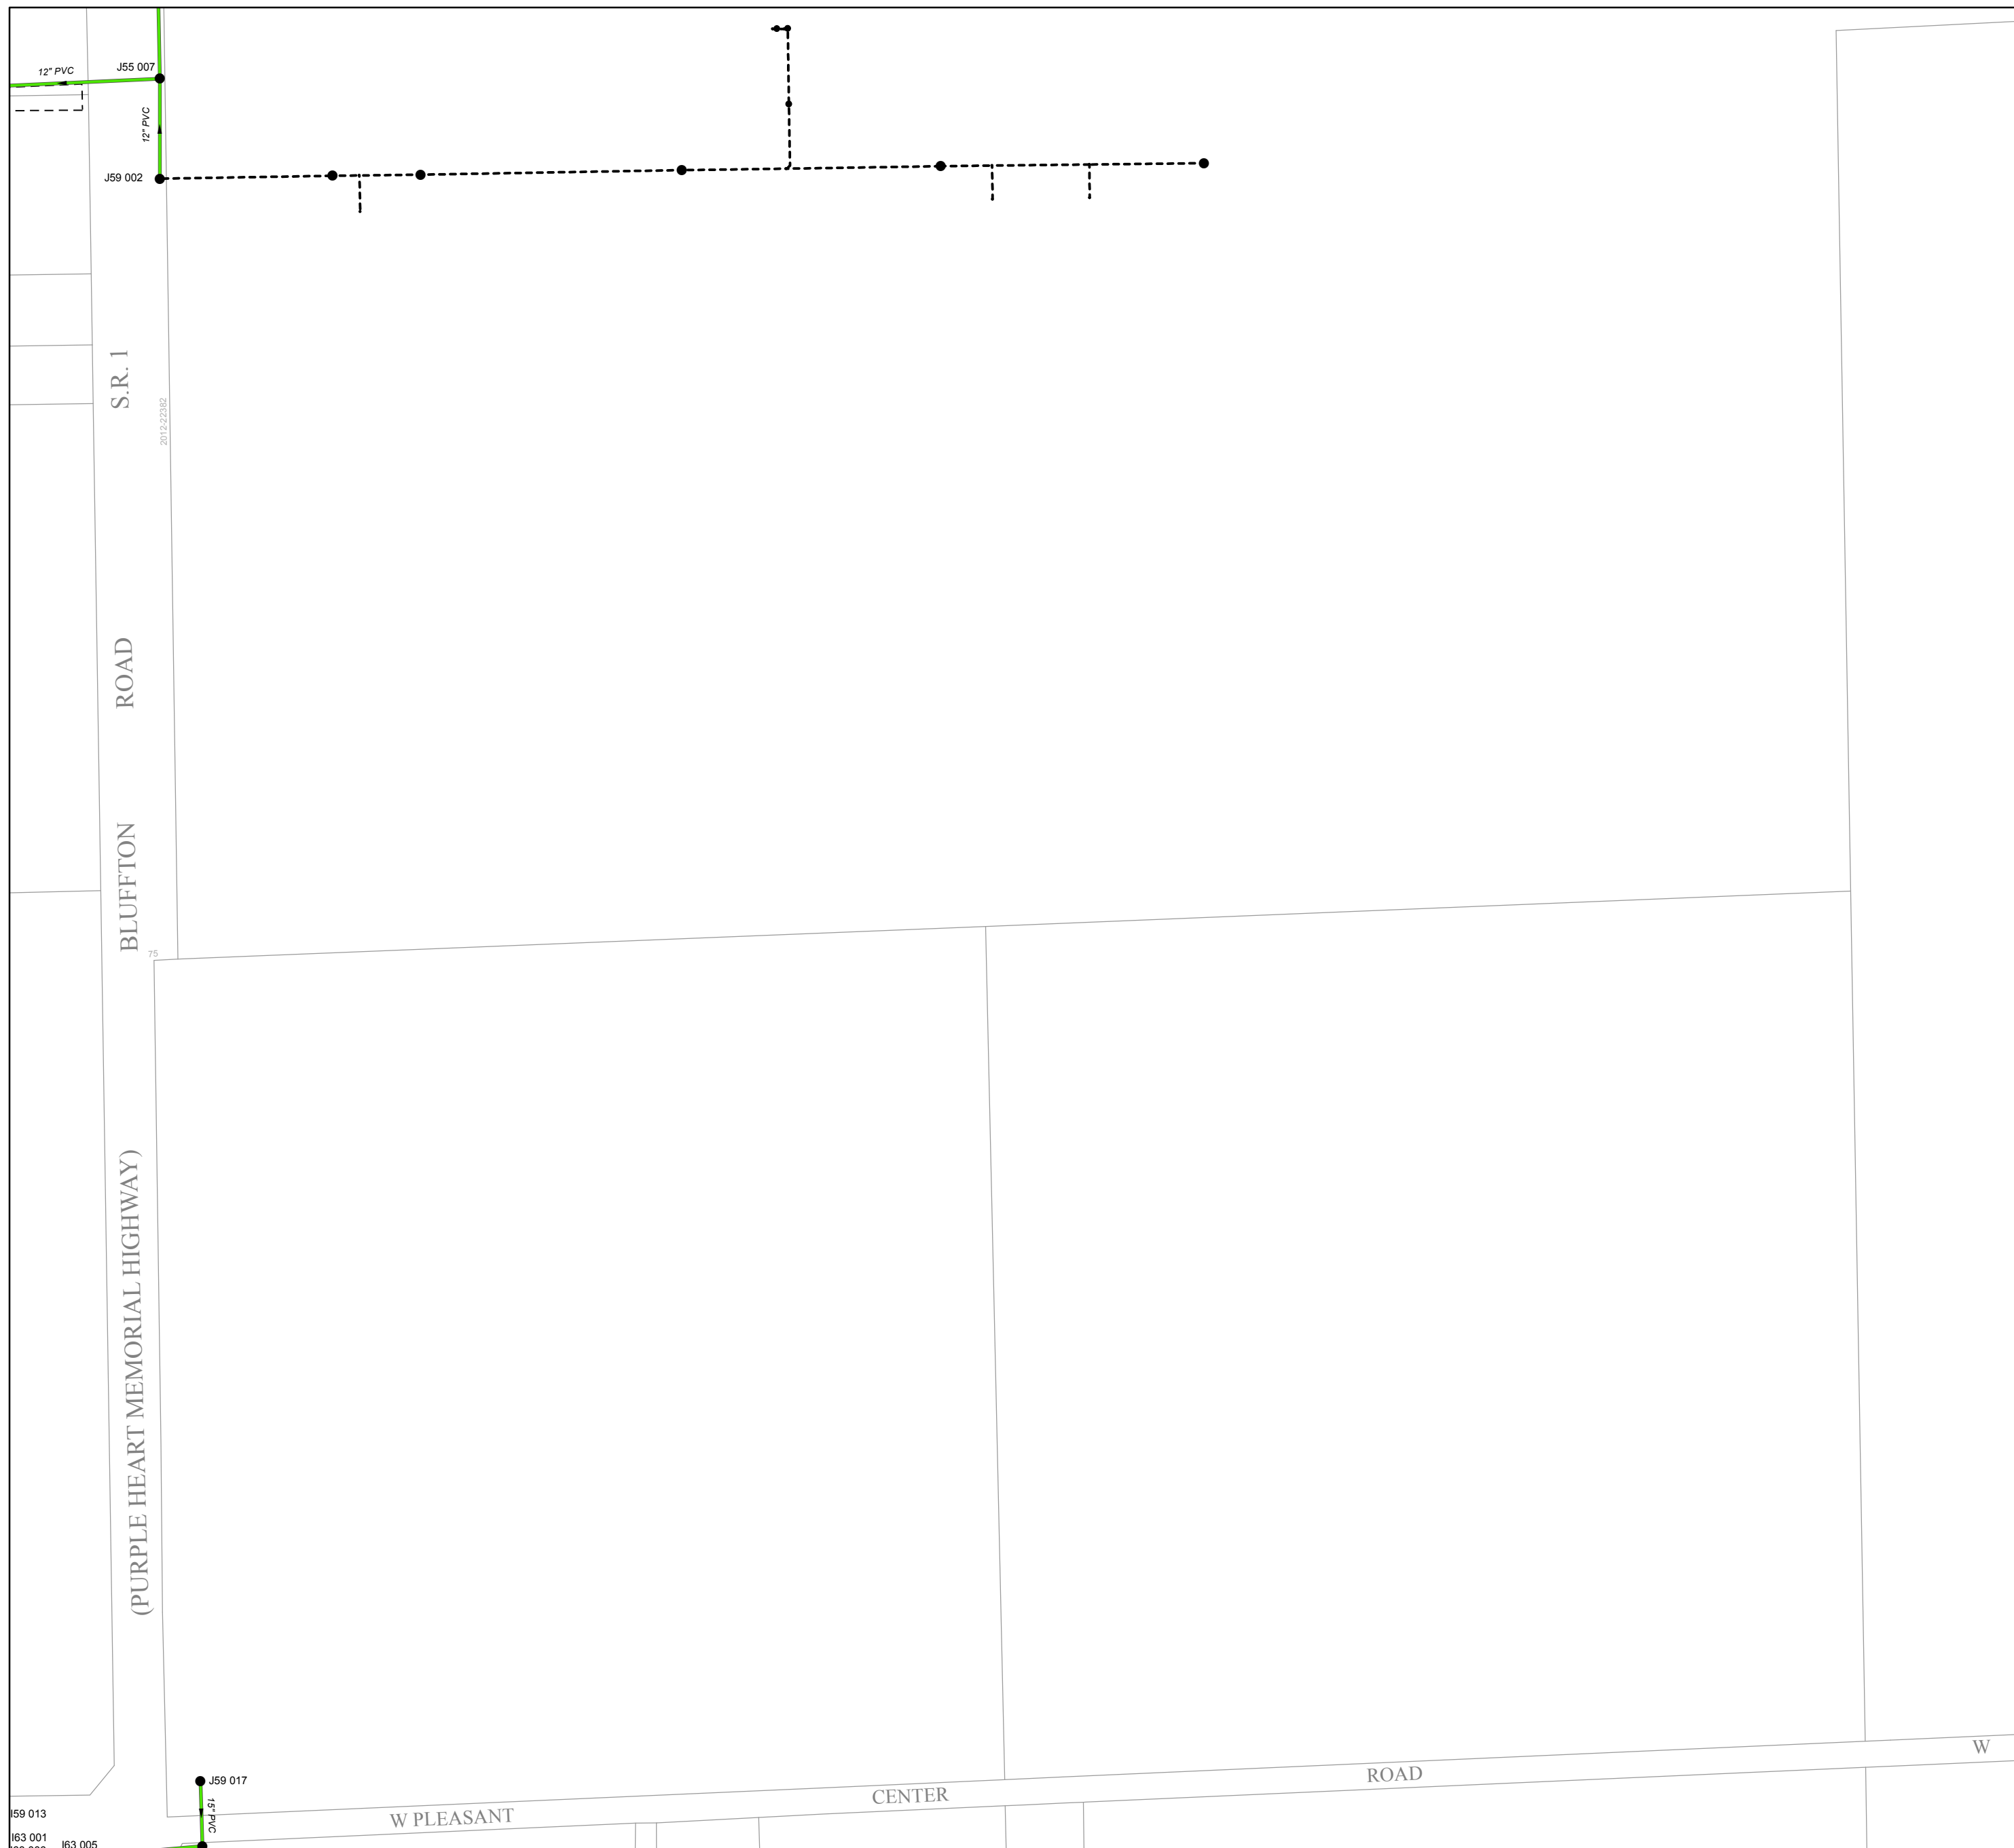 12" PVC
J55 007
12" PVC
J59 002
S.R. 1
2012-22382
ROAD
BLUFFTON
75
(PURPLE HEART MEMORIAL HIGHWAY)
W
ROAD
J59 017
CENTER
15" PVC
W PLEASANT
I59 013
I63 001
I63 005